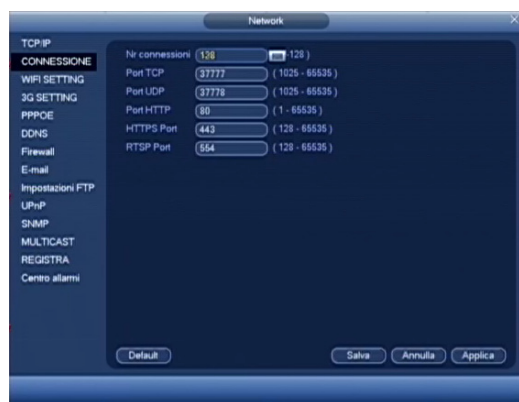 Network
TCP/IP
CONNESSIONE
WIFI SETTING
3G SETTING
PPPOE
DDNS
Firewall
E-mail
Impostazioni FTP
UPnP
SNMP
MULTICAST
REGISTRA
Centro allarmi
Nr connessioni 128 -128 )
Port TCP 37777 ( 1025 - 65535 )
Port UDP 37778 ( 1025 - 65535 )
Port HTTP 80 ( 1 - 65535 )
HTTPS Port 443 ( 128 - 65535 )
RTSP Port 554 ( 128 - 65535 )
Default Salva Annulla Applica